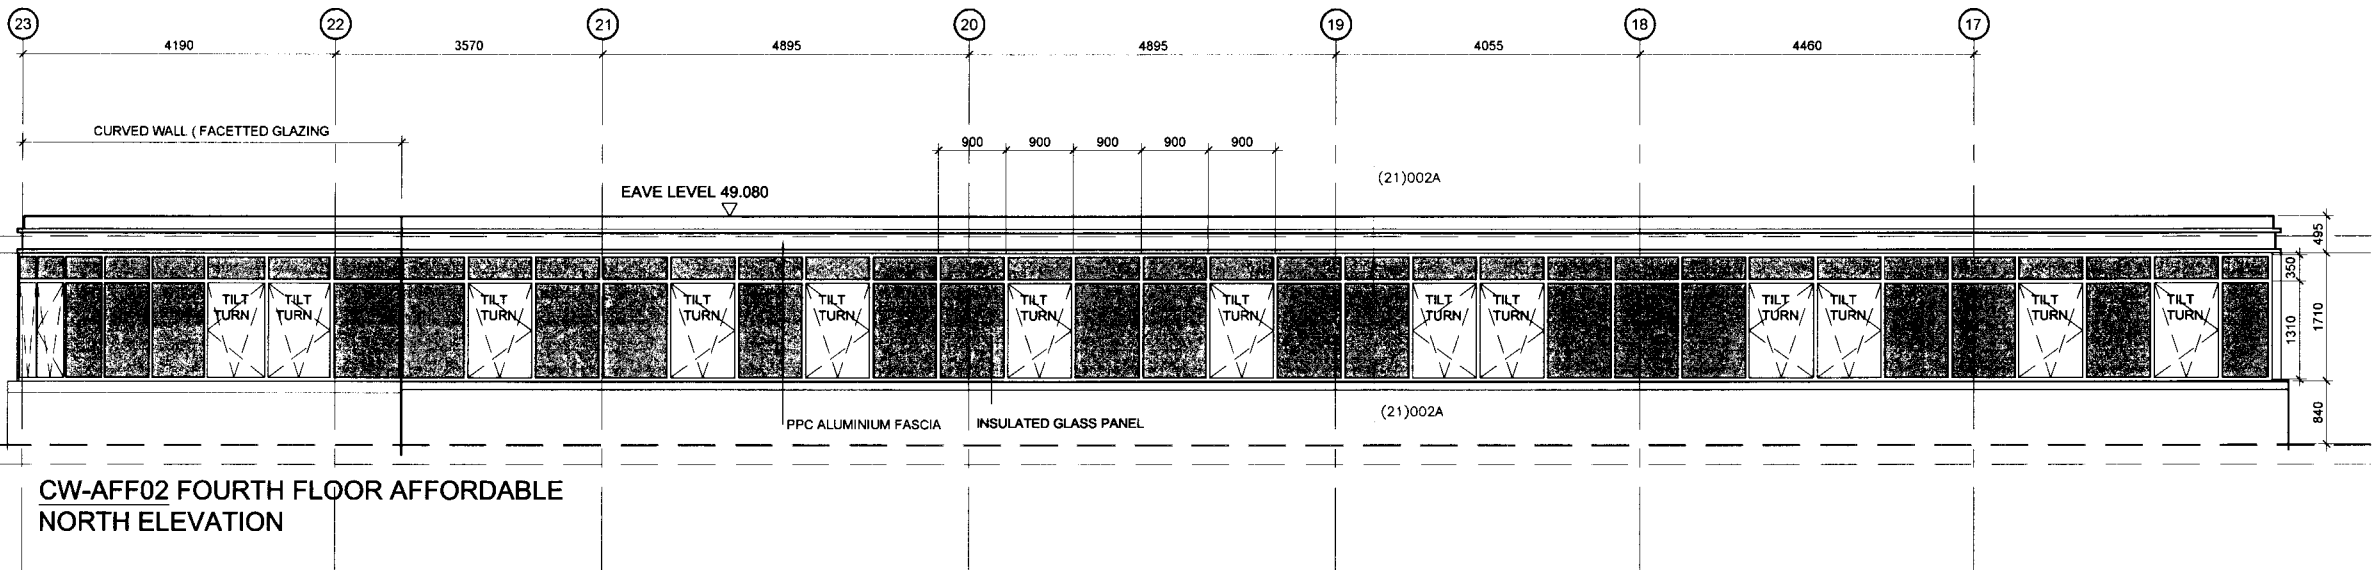 23 22 21 20 19 18 17
4190 3570 4895 4895 4055 4460
CURVED WALL ( FACETTED GLAZING
900 900 900 900 900
(21)002A
EAVE LEVEL 49.080
495
350
1710
1310
840
TILT TILT TILT TILT TILT TILT TILT TILT TILT TILT TILT TILT TILT
TURN TURN TURN TURN TURN TURN TURN TURN TURN TURN TURN TURN TURN
(21)002A
PPC ALUMINIUM FASCIA INSULATED GLASS PANEL
CW-AFF02 FOURTH FLOOR AFFORDABLE
NORTH ELEVATION